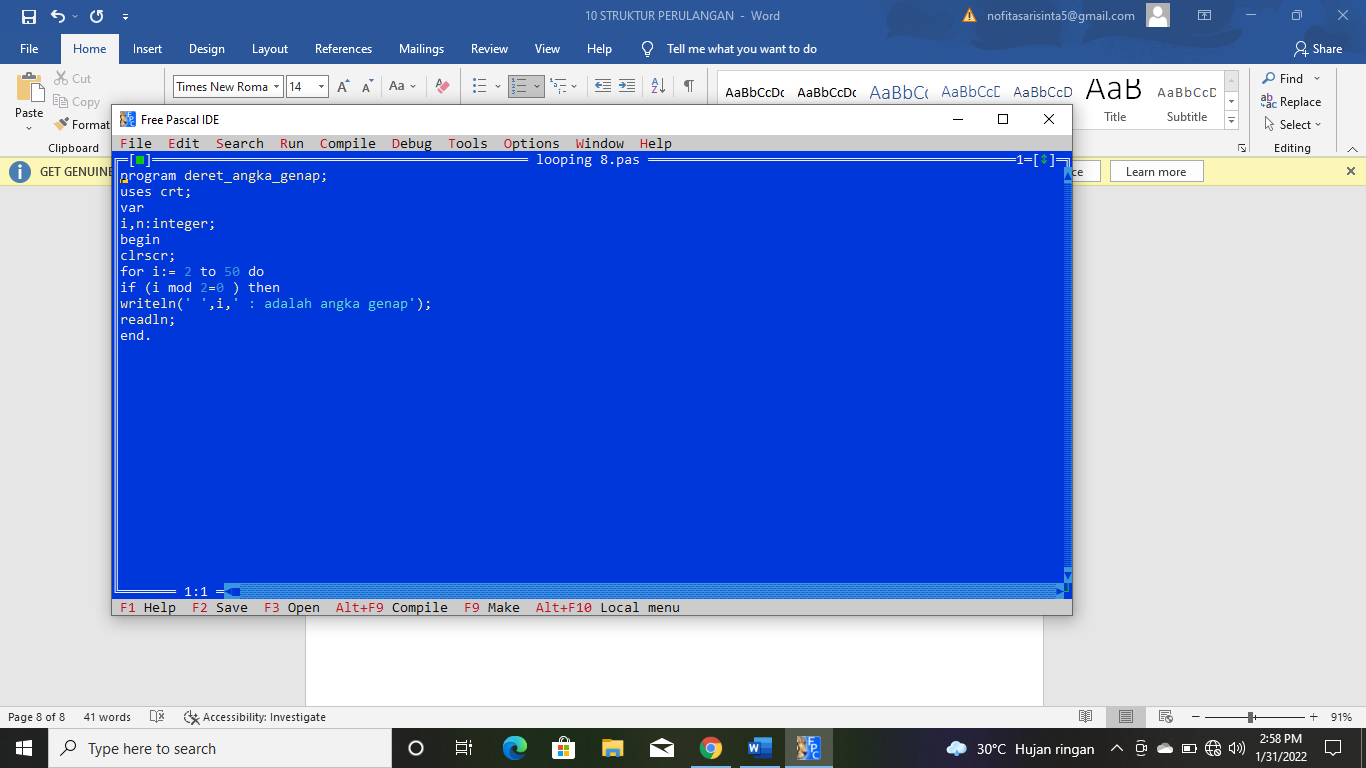 10 STRUKTUR PERULANGAN - Word
nofitasarisinta5@gmail.com
File Home Insert Design Layout References Mailings Review View Help Tell me what you want to do Share
Paste
Cut
Copy
Format
Clipboard
Times New Roma 14
Aa
AaBbCcDc AaBbCcDc AaBbC AaBbCcE AaBbCcD AaB AaBbCcD
Title Subtitle
Find
Replace
Select
Editing
GET GENUINE
Learn more
Free Pascal IDE
File Edit Search Run Compile Debug Tools Options Window Help
looping 8.pas 1
program deret_angka_genap;
uses crt;
var
i,n:integer;
begin
clrscr;
for i:= 2 to 50 do
if (i mod 2=0 ) then
writeln(' ',i,' : adalah angka genap');
readln;
end.
1:1
F1 Help F2 Save F3 Open Alt+F9 Compile F9 Make Alt+F10 Local menu
Page 8 of 8 41 words Accessibility: Investigate 91%
Type here to search
30°C Hujan ringan
2:58 PM
1/31/2022